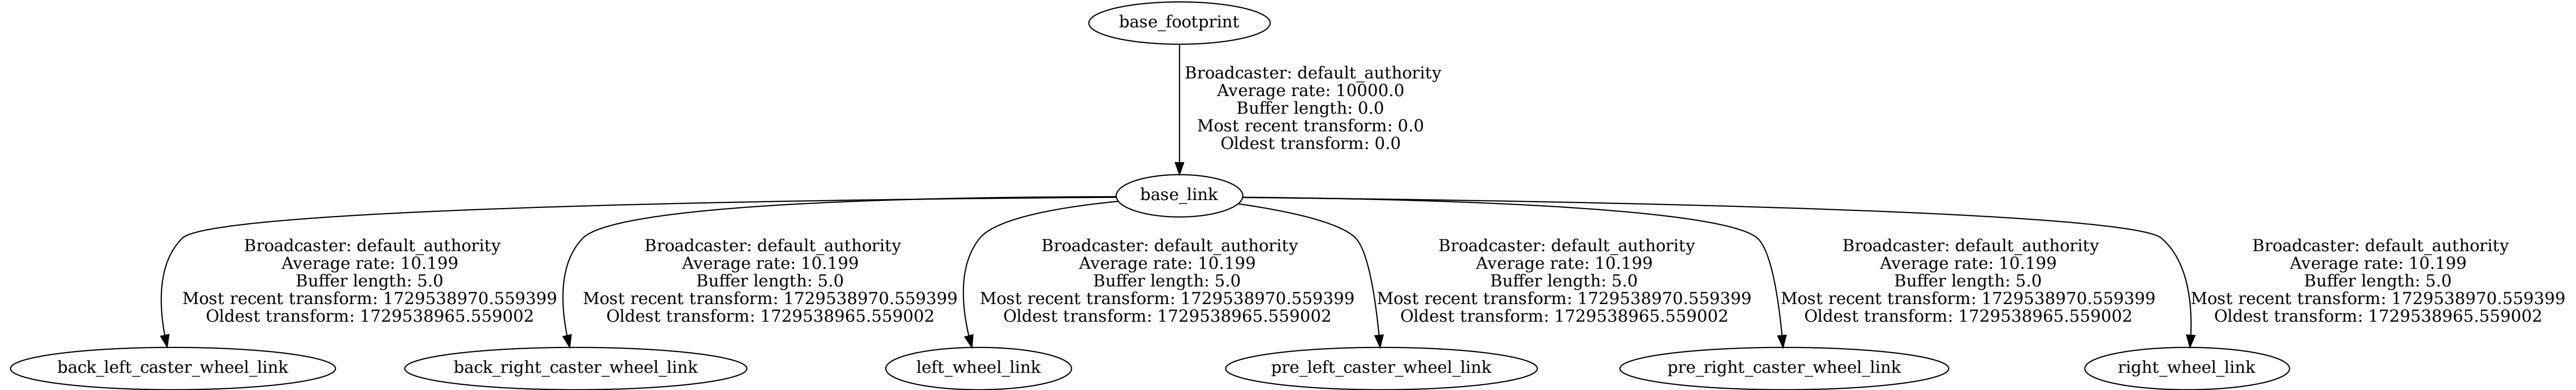 base_footprint
Broadcaster: default_authority
Average rate: 10000.0
Buffer length: 0.0
Most recent transform: 0.0
Oldest transform: 0.0
base_link
Broadcaster: default_authority
Average rate: 10.199
Buffer length: 5.0
Most recent transform: 1729538970.559399
Oldest transform: 1729538965.559002
Broadcaster: default_authority
Average rate: 10.199
Buffer length: 5.0
Most recent transform: 1729538970.559399
Oldest transform: 1729538965.559002
Broadcaster: default_authority
Average rate: 10.199
Buffer length: 5.0
Most recent transform: 1729538970.559399
Oldest transform: 1729538965.559002
Broadcaster: default_authority
Average rate: 10.199
Buffer length: 5.0
Most recent transform: 1729538970.559399
Oldest transform: 1729538965.559002
Broadcaster: default_authority
Average rate: 10.199
Buffer length: 5.0
Most recent transform: 1729538970.559399
Oldest transform: 1729538965.559002
Broadcaster: default_authority
Average rate: 10.199
Buffer length: 5.0
Most recent transform: 1729538970.559399
Oldest transform: 1729538965.559002
back_left_caster_wheel_link
back_right_caster_wheel_link
left_wheel_link
pre_left_caster_wheel_link
pre_right_caster_wheel_link
right_wheel_link